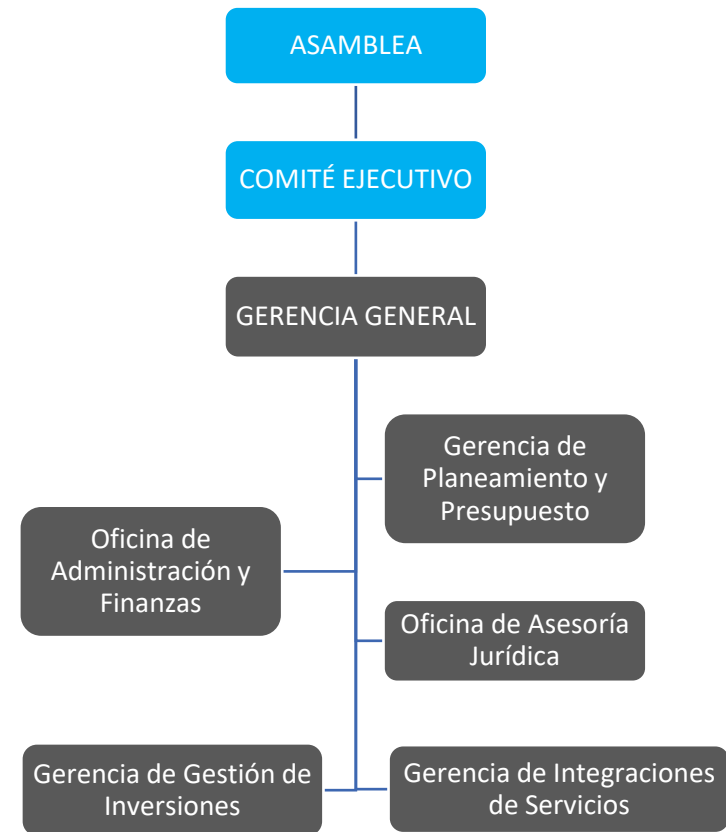 ASAMBLEA
COMITÉ EJECUTIVO
GERENCIA GENERAL
Gerencia de
Planeamiento y
Presupuesto
Oficina de
Administración y
Finanzas
Oficina de Asesoría
Jurídica
Gerencia de Gestión de
Inversiones
Gerencia de Integraciones
de Servicios